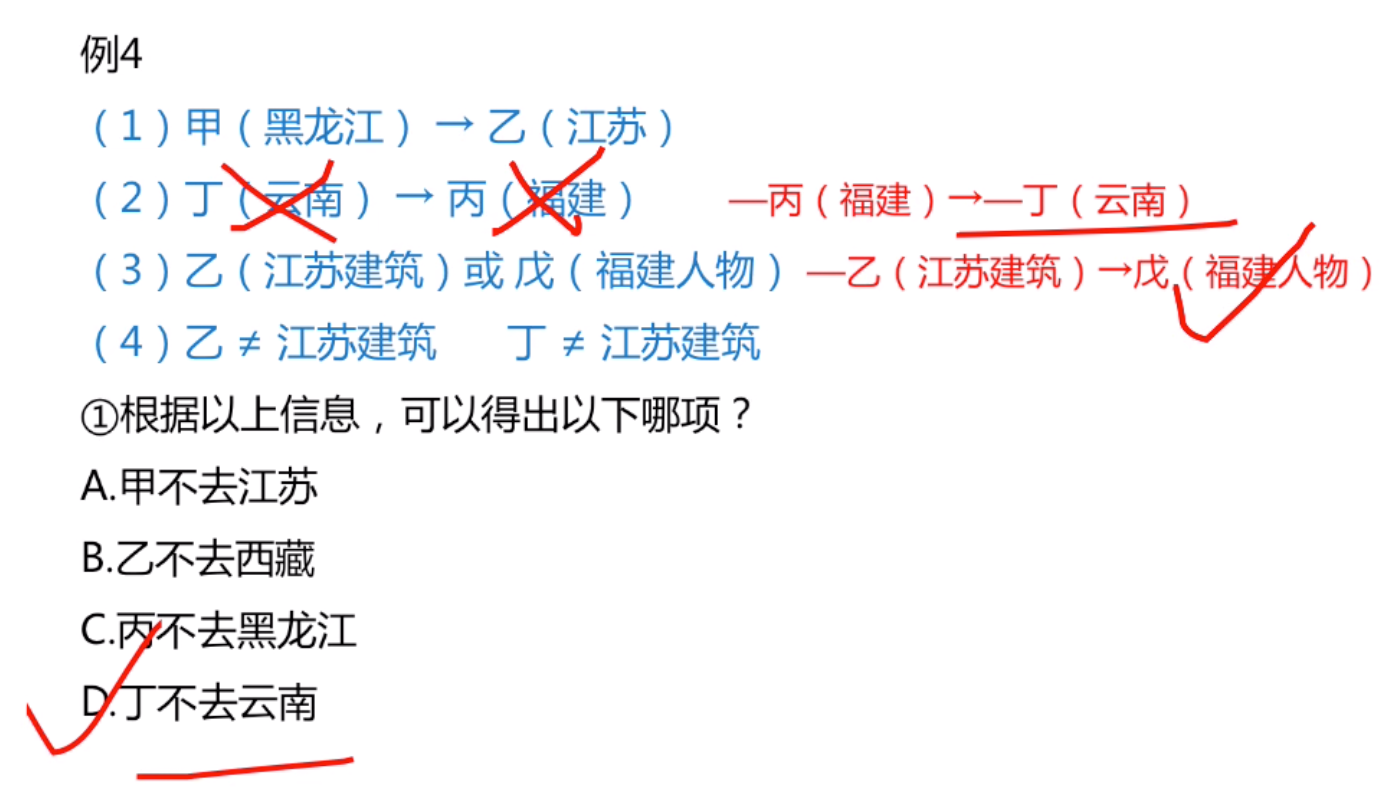 例4
（1）甲（黑龙江）→ 乙（江苏）
（2）丁（云南）→ 丙（福建） —丙（福建）→—丁（云南）
（3）乙（江苏建筑）或 戊（福建人物） —乙（江苏建筑）→戊（福建人物）
（4）乙 ≠ 江苏建筑 丁 ≠ 江苏建筑
①根据以上信息，可以得出以下哪项？
A.甲不去江苏
B.乙不去西藏
C.丙不去黑龙江
D.丁不去云南